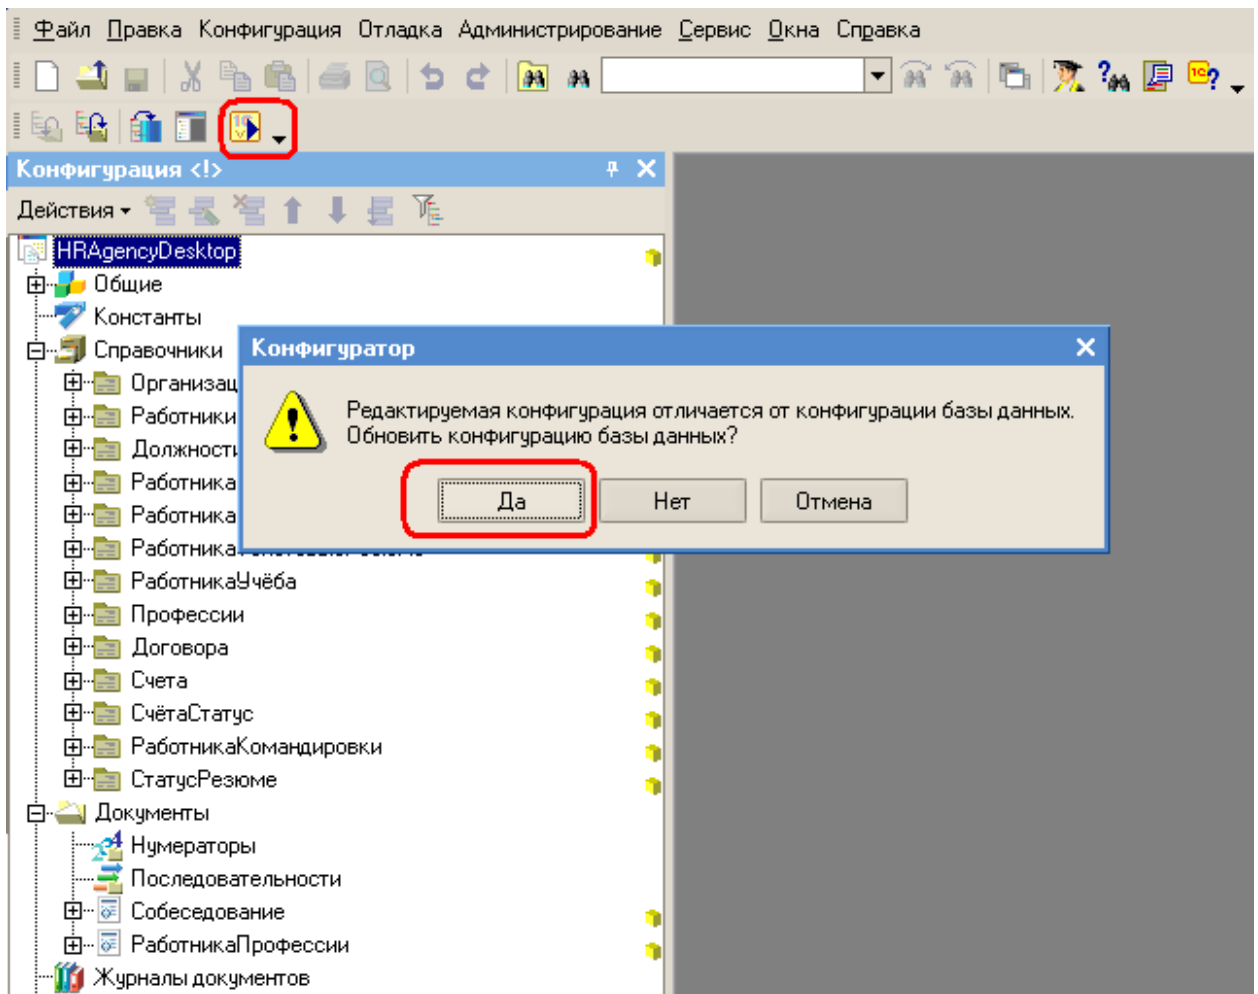 Файл Правка Конфигурация Отладка Администрирование Сервис Окна Справка
Конфигурация <!>
Действия
HRAgencyDesktop
Общие
Константы
Справочники
Конфигуратор
Организац
Редактируемая конфигурация отличается от конфигурации базы данных.
Работники
Обновить конфигурацию базы данных?
Должности
Работника
Да Нет Отмена
Работника
Работника
РаботникаУчёба
Профессии
Договора
Счета
СчётаСтатус
РаботникаКомандировки
СтатусРезюме
Документы
Нумераторы
Последовательности
Собеседование
РаботникаПрофессии
Журналы документов